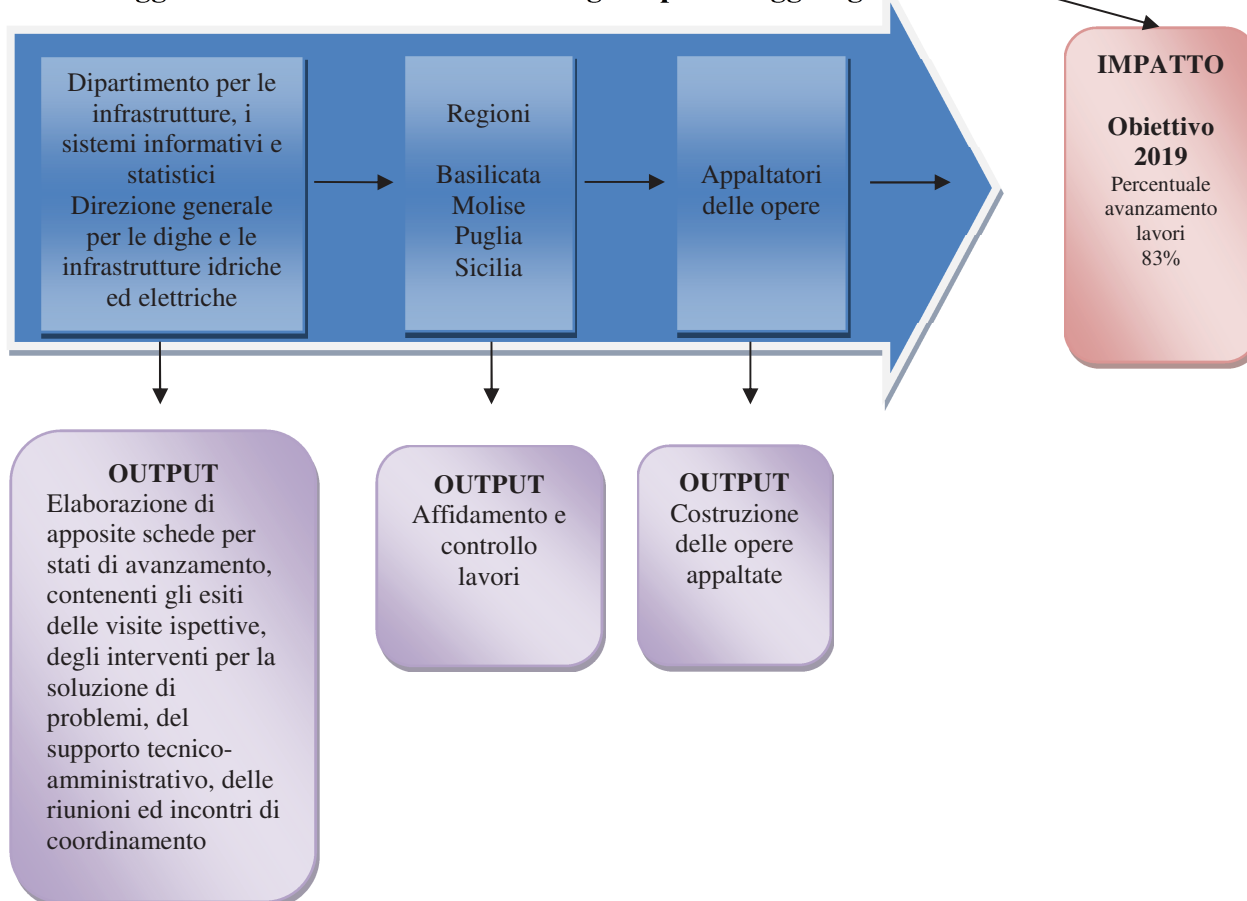 Dipartimento per le
infrastrutture, i
sistemi informativi e
statistici
Direzione generale
per le dighe e le
infrastrutture idriche
ed elettriche
Regioni
Basilicata
Molise
Puglia
Sicilia
Appaltatori
delle opere
IMPATTO
Obiettivo
2019
Percentuale
avanzamento
lavori
83%
OUTPUT
Elaborazione di
apposite schede per
stati di avanzamento,
contenenti gli esiti
delle visite ispettive,
degli interventi per la
soluzione di
problemi, del
supporto tecnico-
amministrativo, delle
riunioni ed incontri di
coordinamento
OUTPUT
Affidamento e
controllo
lavori
OUTPUT
Costruzione
delle opere
appaltate